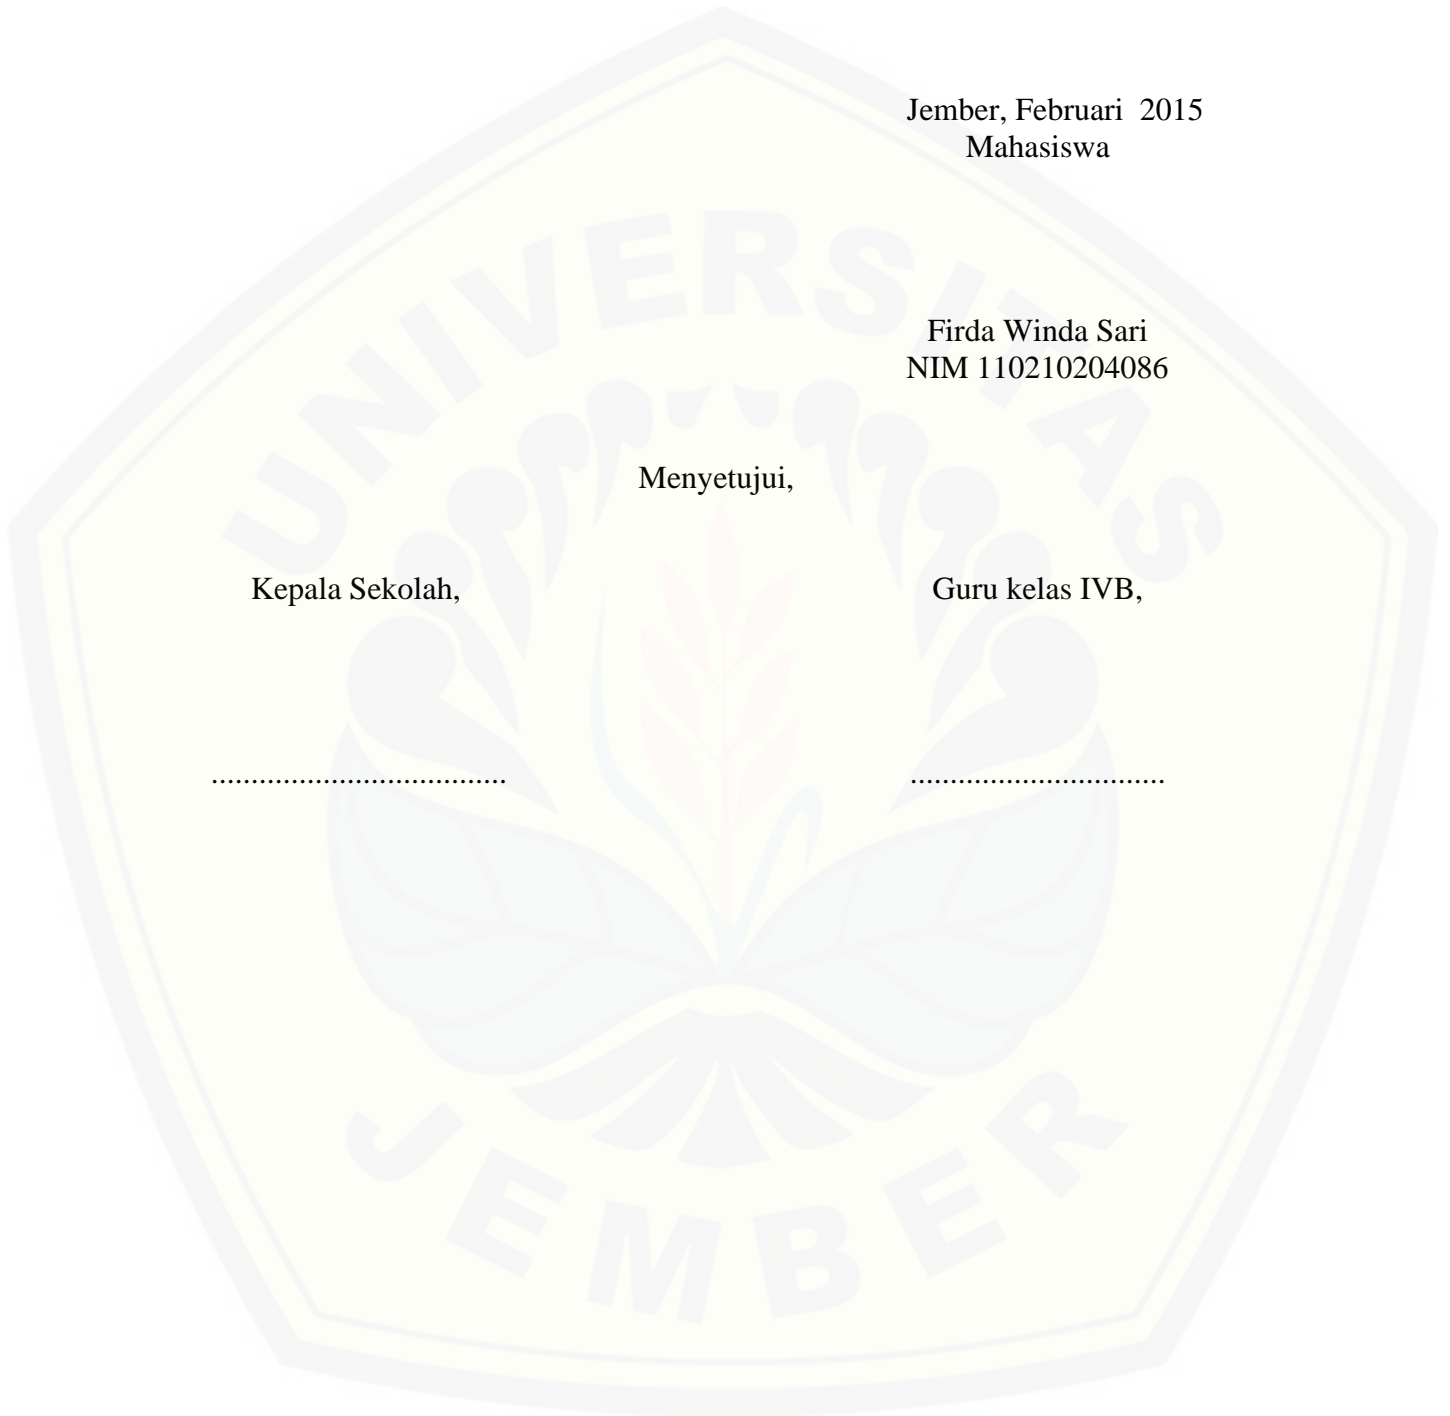 Jember, Februari 2015
Mahasiswa
Firda Winda Sari
NIM 110210204086
Menyetujui,
Kepala Sekolah,
Guru kelas IVB,
.....................................
................................
UNIVERSITAS
JEMBER